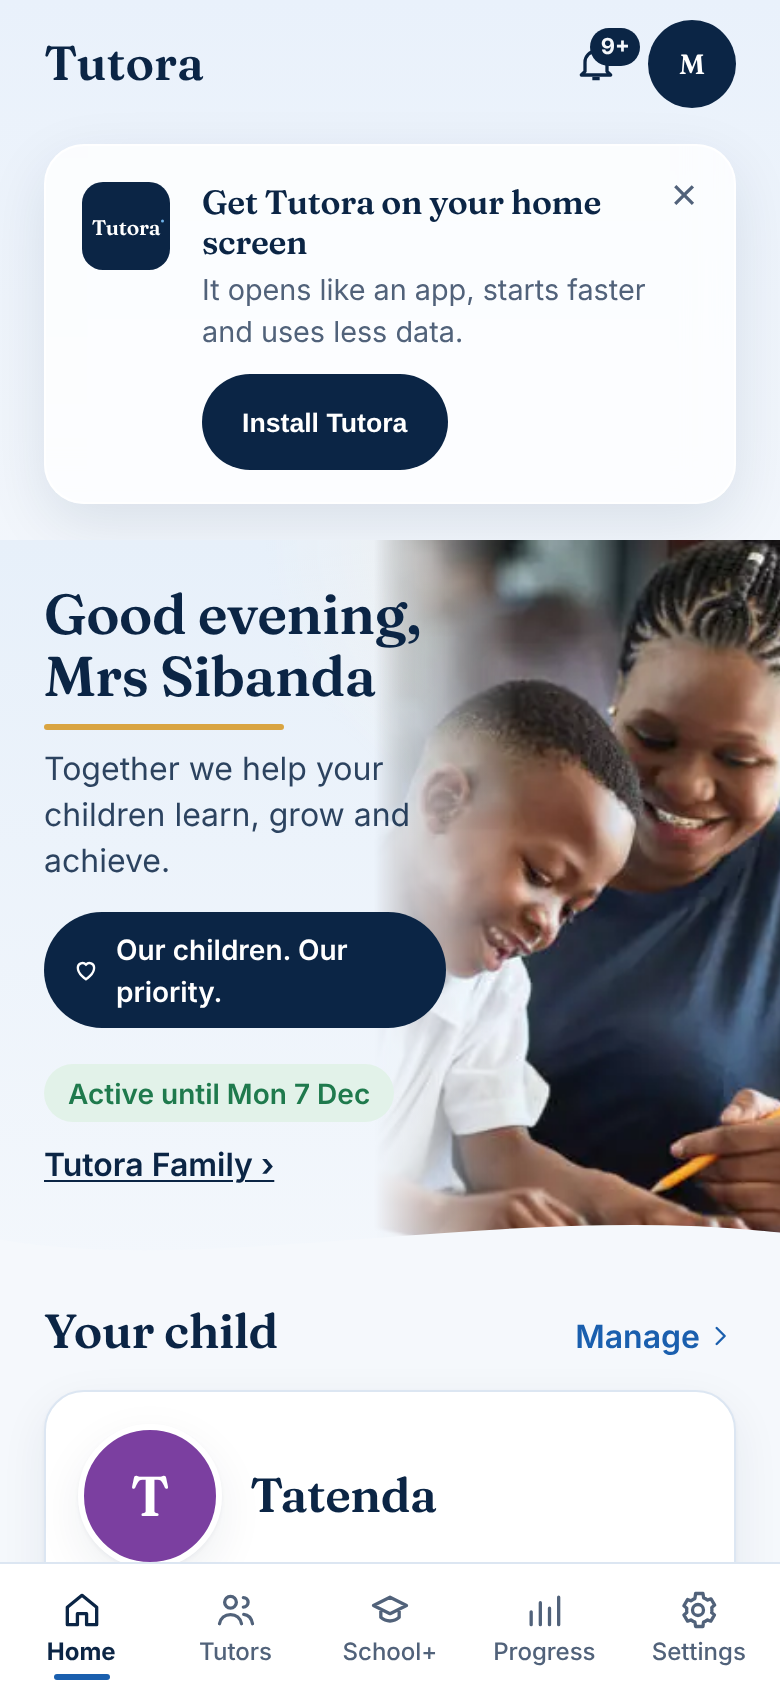 Tutora
9+
M
Tutora
Get Tutora on your home
screen
It opens like an app, starts faster
and uses less data.
Install Tutora
Good evening,
Mrs Sibanda
Together we help your
children learn, grow and
achieve.
Our children. Our
priority.
Active until Mon 7 Dec
Tutora Family ›
Your child
Manage
T
Tatenda
Home
Tutors
School+
Progress
Settings